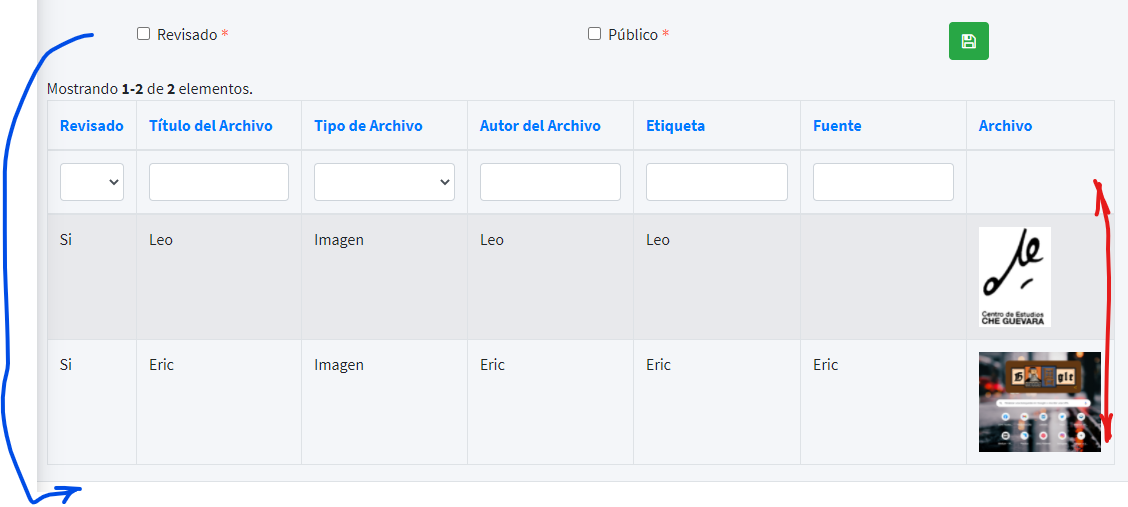 Revisado *
Público *
Mostrando 1-2 de 2 elementos.
Revisado Título del Archivo Tipo de Archivo Autor del Archivo Etiqueta Fuente Archivo
Si Leo Imagen Leo Leo
Centro de Estudios
CHE GUEVARA
Si Eric Imagen Eric Eric Eric